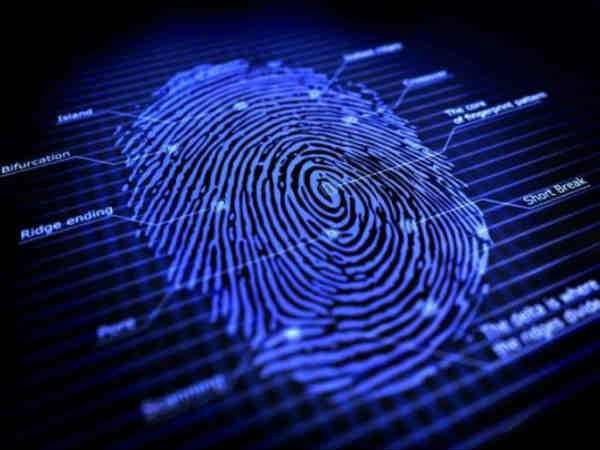 Island
Crossover
The core
of fingerprint pattern
Bifurcation
Short Break
Ridge ending
Pore
The delta is where
the ridges divide